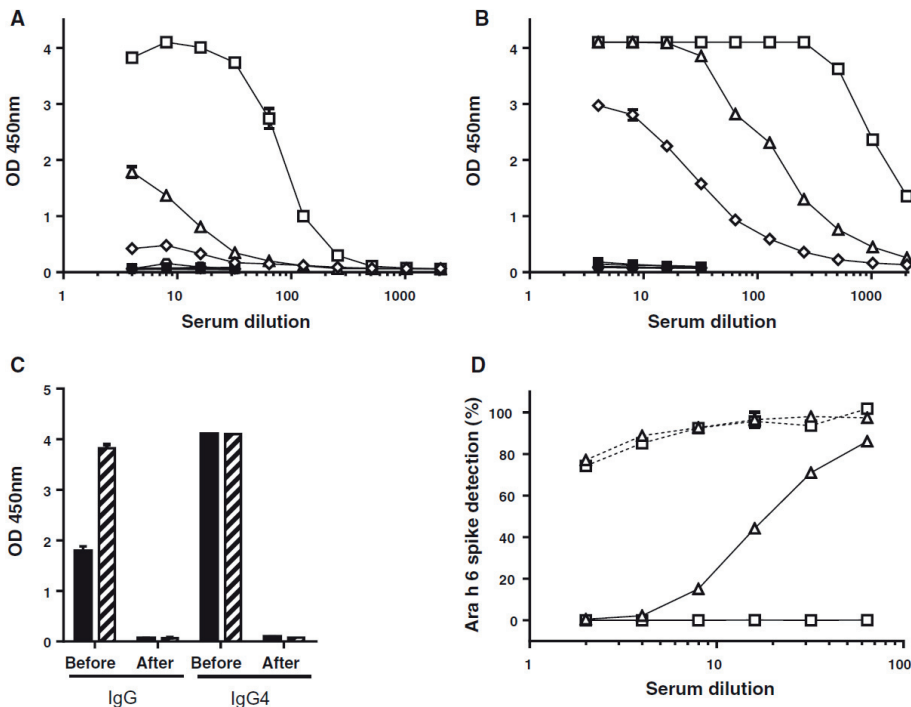 A
OD 450nm
4
3
2
1
0
1
10
100
1000
Serum dilution
B
OD 450nm
4
3
2
1
0
1
10
100
1000
Serum dilution
C
OD 450nm
5
4
3
2
1
0
Before
After
Before
After
IgG
IgG4
D
Ara h 6 spike detection (%)
100
80
60
40
20
0
1
10
100
Serum dilution